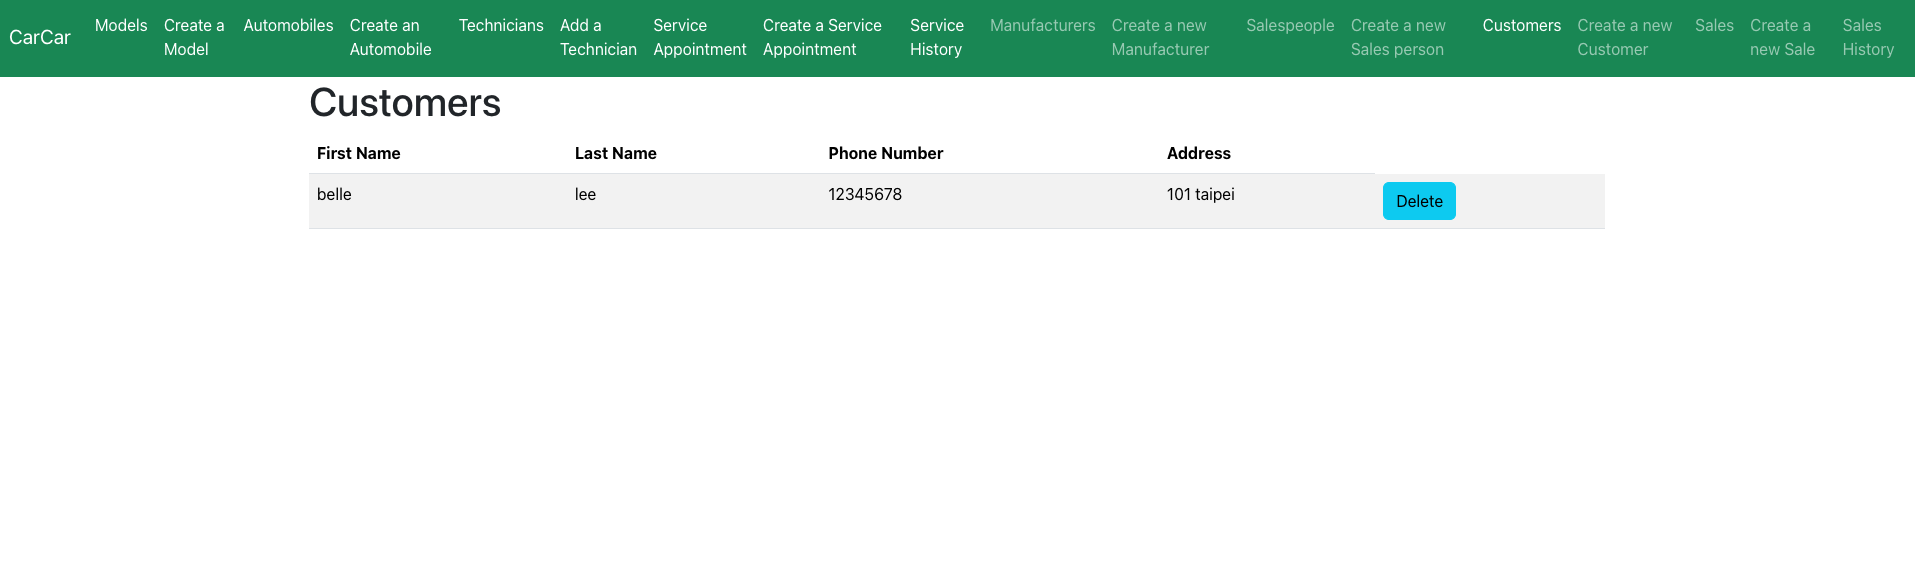 CarCar
Models
Create a
Model
Automobiles
Create an
Automobile
Technicians
Add a
Technician
Service
Appointment
Create a Service
Appointment
Service
History
Manufacturers
Create a new
Manufacturer
Salespeople
Create a new
Sales person
Customers
Create a new
Customer
Sales
Create a
new Sale
Sales
History
Customers
First Name Last Name Phone Number Address
belle lee 12345678 101 taipei Delete